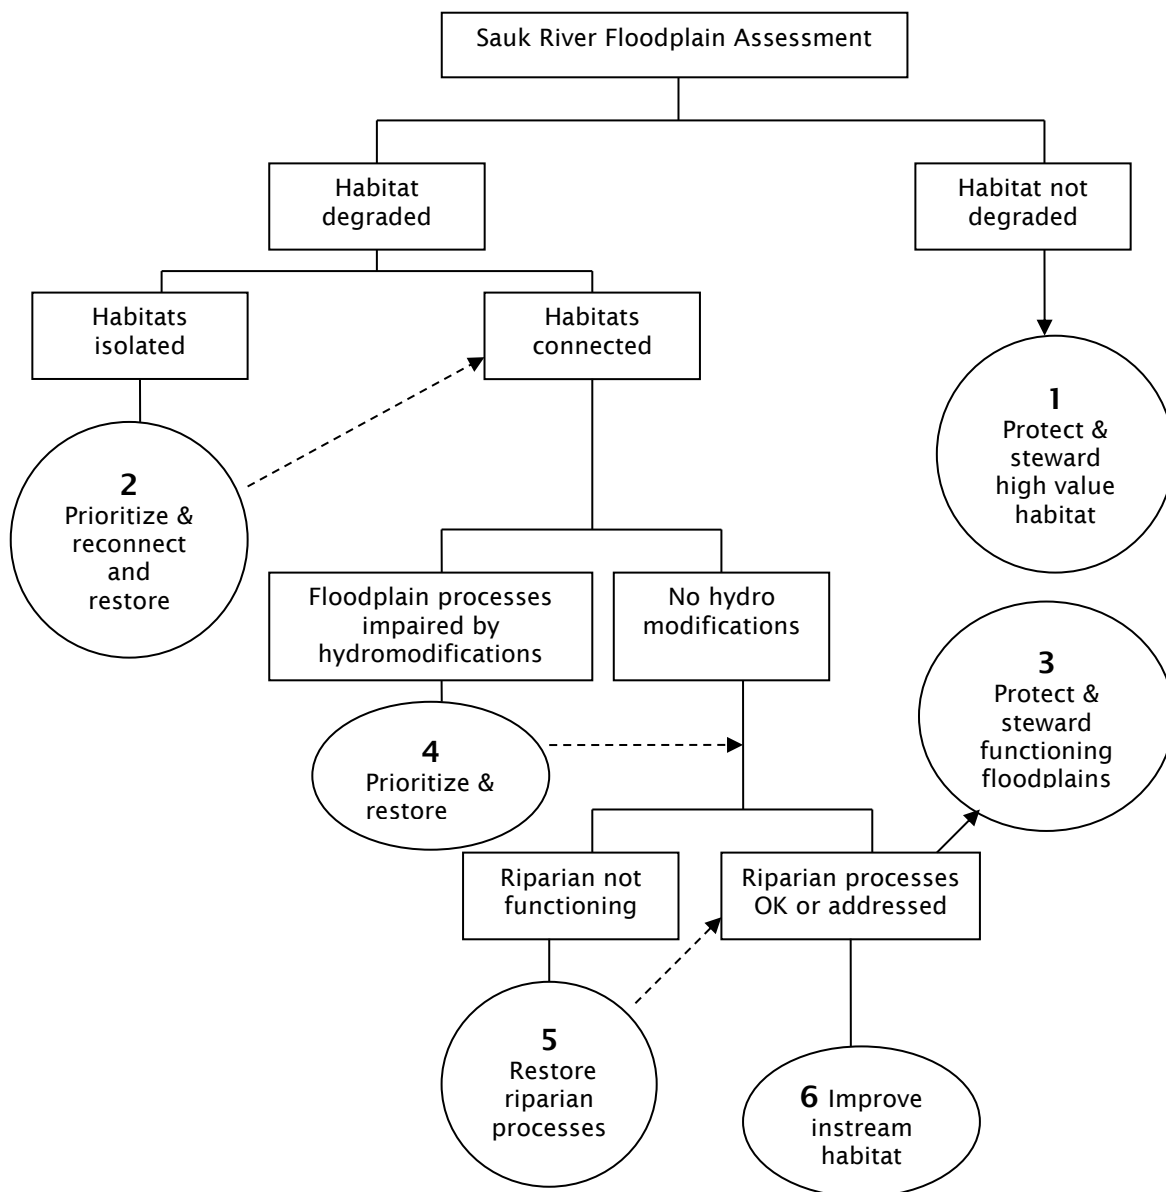 Sauk River Floodplain Assessment
Habitat
degraded
Habitat not
degraded
Habitats
isolated
Habitats
connected
1
Protect &
steward
high value
habitat
2
Prioritize &
reconnect
and
restore
Floodplain processes
impaired by
hydromodifications
No hydro
modifications
3
Protect &
steward
functioning
floodplains
4
Prioritize &
restore
Riparian not
functioning
Riparian processes
OK or addressed
5
Restore
riparian
processes
6 Improve
instream
habitat